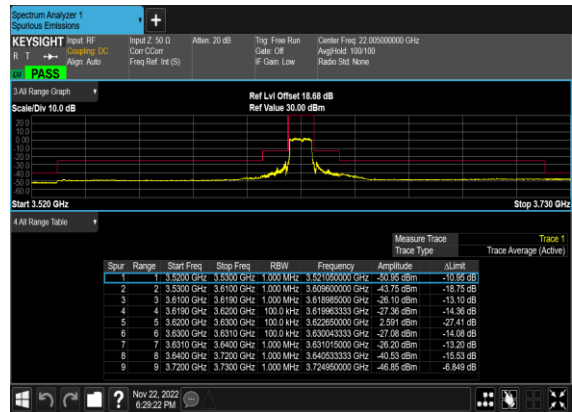 Spectrum Analyzer 1
Spurious Emissions
KEYSIGHT Input: RF Input Z: 50 Ω Atten: 20 dB Trig: Free Run Center Freq: 22.005000000 GHz
R T Coupling: DC Corr CCorr Gate: Off Avg|Hold: 100/100
Align: Auto Freq Ref: Int (S) IF Gain: Low Radio Std: None
LW PASS
3 All Range Graph Ref Lvl Offset 18.68 dB
Scale/Div 10.0 dB Ref Value 30.00 dBm
20.0
10.0
0.00
-10.0
-20.0
-30.0
-40.0
-50.0
-60.0
Start 3.520 GHz Stop 3.730 GHz
4 All Range Table
Measure Trace Trace 1
Trace Type Trace Average (Active)
Spur Range Start Freq Stop Freq RBW Frequency Amplitude ΔLimit
1 1 3.5200 GHz 3.5300 GHz 1.000 MHz 3.521050000 GHz -50.95 dBm -10.95 dB
2 2 3.5300 GHz 3.6100 GHz 1.000 MHz 3.609600000 GHz -43.75 dBm -18.75 dB
3 3 3.6100 GHz 3.6190 GHz 1.000 MHz 3.618985000 GHz -26.10 dBm -13.10 dB
4 4 3.6190 GHz 3.6200 GHz 100.0 kHz 3.619963333 GHz -27.36 dBm -14.36 dB
5 5 3.6200 GHz 3.6300 GHz 100.0 kHz 3.622650000 GHz 2.591 dBm -27.41 dB
6 6 3.6300 GHz 3.6310 GHz 100.0 kHz 3.630043333 GHz -27.08 dBm -14.08 dB
7 7 3.6310 GHz 3.6400 GHz 1.000 MHz 3.631015000 GHz -26.20 dBm -13.20 dB
8 8 3.6400 GHz 3.7200 GHz 1.000 MHz 3.640533333 GHz -40.53 dBm -15.53 dB
9 9 3.7200 GHz 3.7300 GHz 1.000 MHz 3.724950000 GHz -46.85 dBm -6.849 dB
Nov 22, 2022
6:29:22 PM